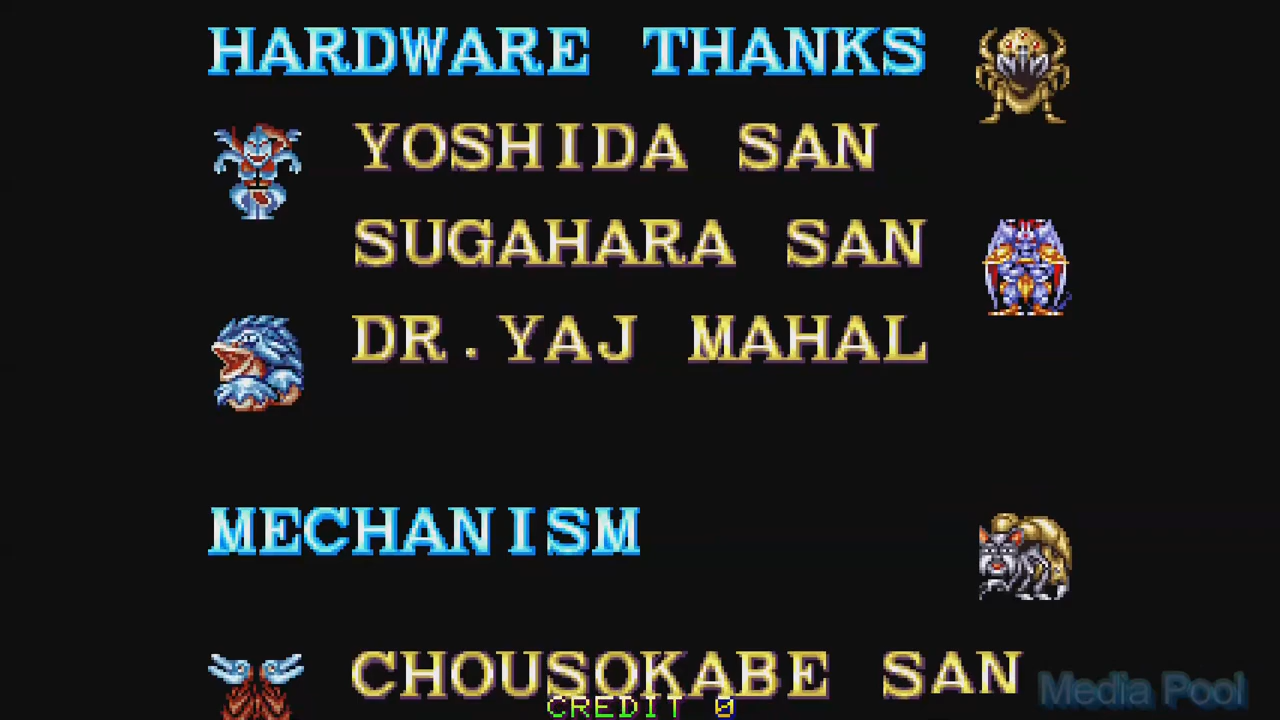 HARDWARE THANKS
YOSHIDA SAN
SUGAHARA SAN
DR.YAJ MAHAL
MECHANISM
CHOUSOKABE SAN
CREDIT 0
Media Pool